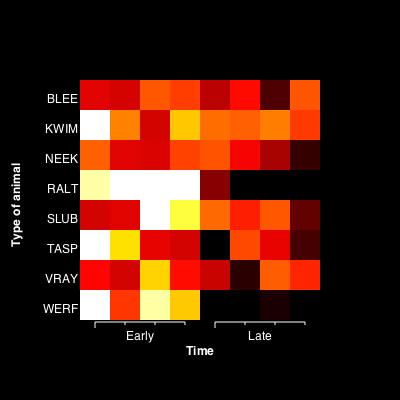 BLEE
KWIM
NEEK
RALT
SLUB
TASP
VRAY
WERF
Type of animal
Early Late
Time